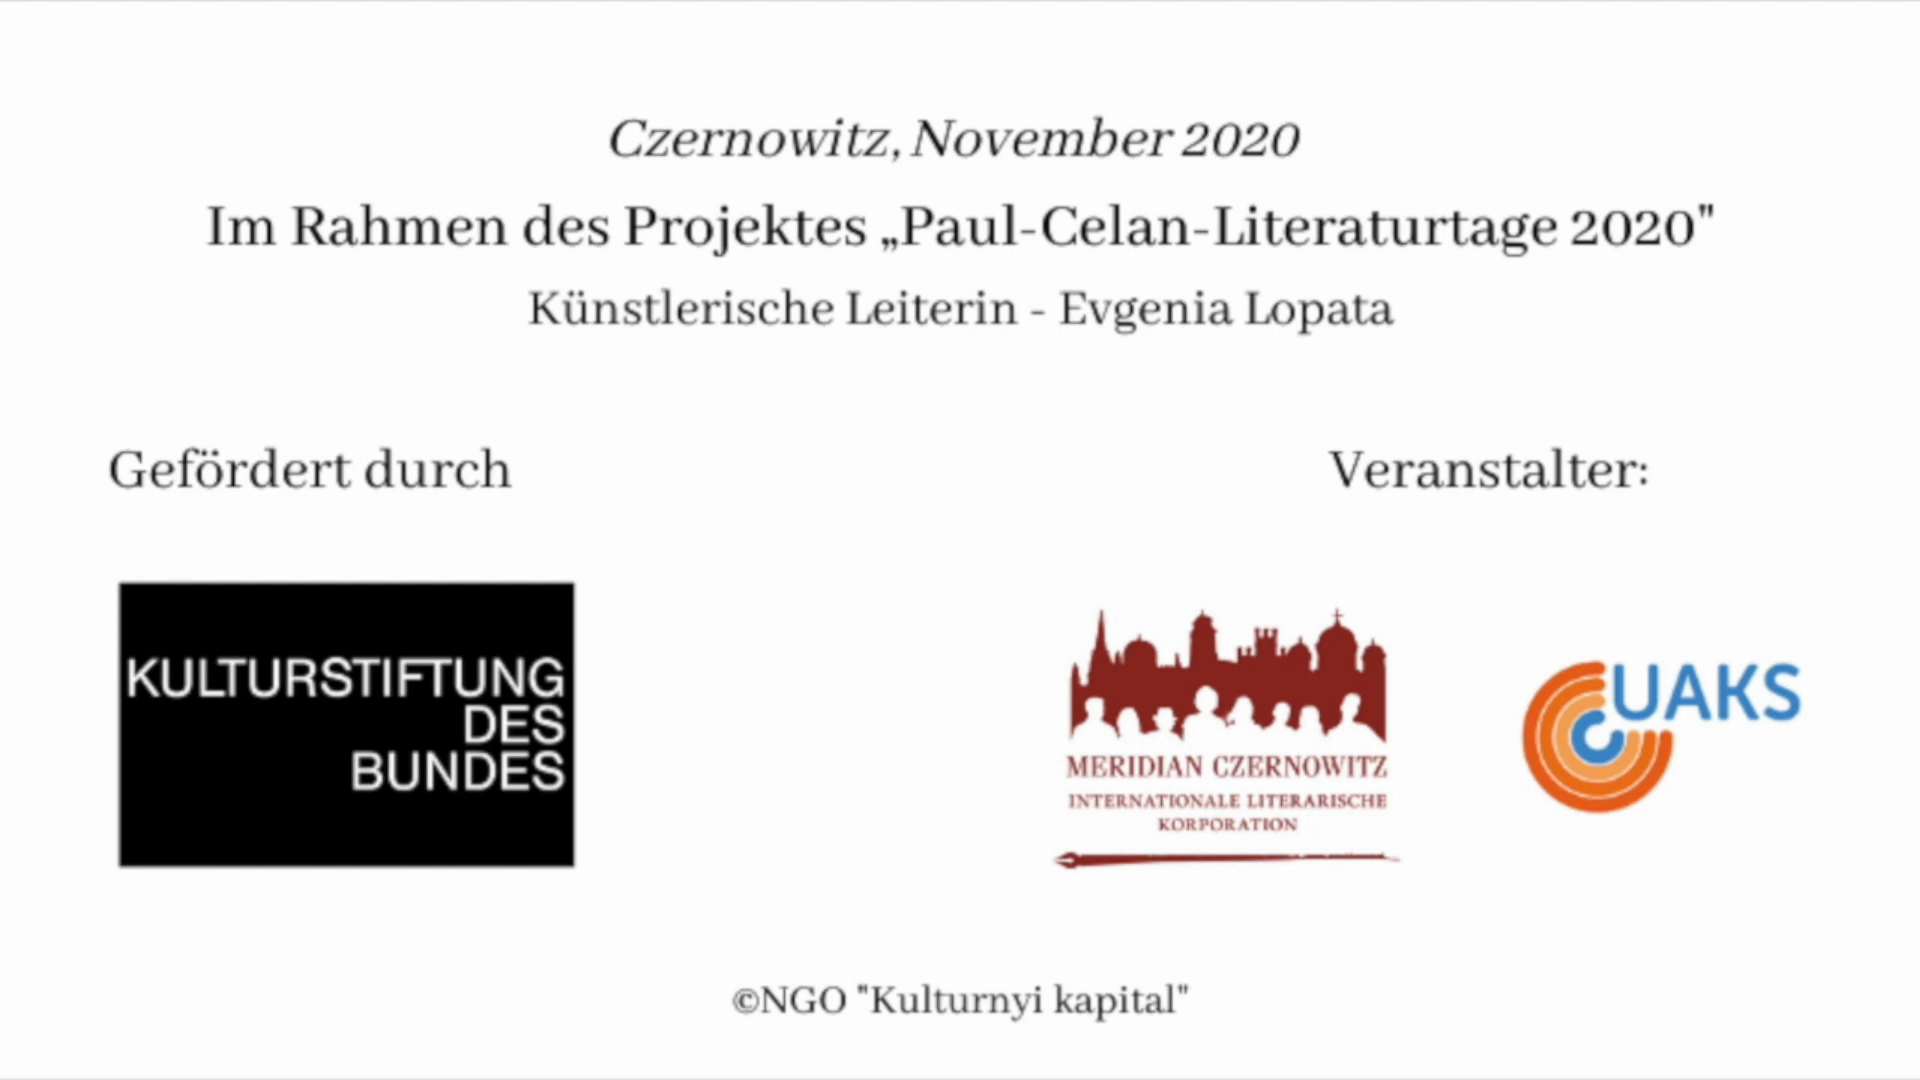 Czernowitz, November 2020
Im Rahmen des Projektes „Paul-Celan-Literaturtage 2020"
Künstlerische Leiterin - Evgenia Lopata
Gefördert durch
KULTURSTIFTUNG
DES
BUNDES
Veranstalter:
MERIDIAN CZERNOWITZ
INTERNATIONALE LITERARISCHE
KORPORATION
UAKS
©NGO "Kulturnyi kapital"